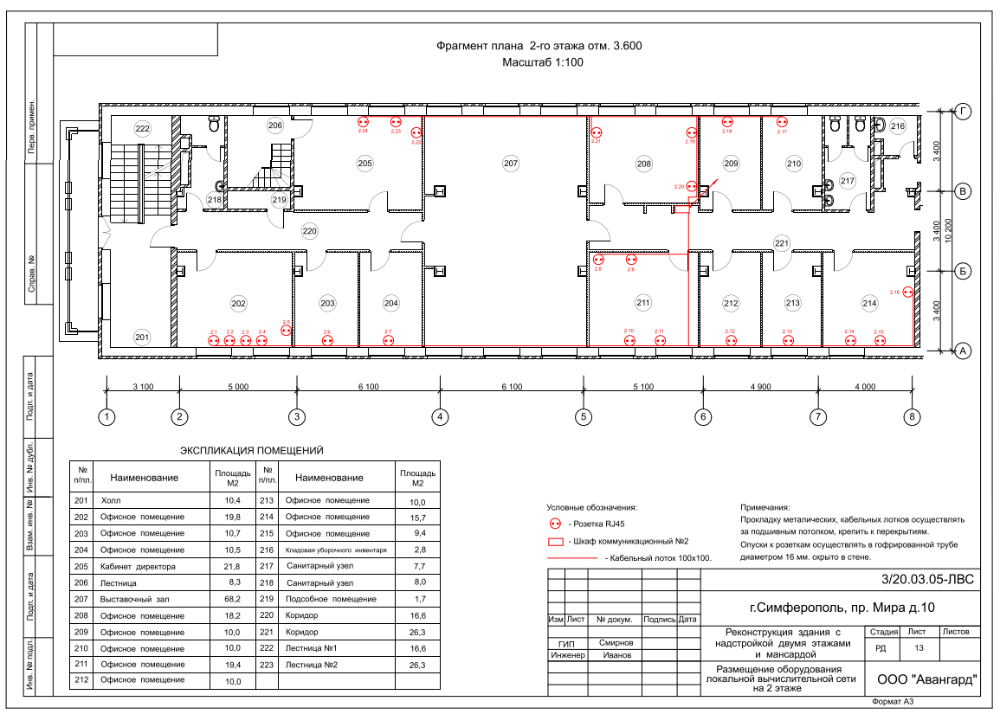 Фрагмент плана 2-го этажа отм. 3.600
Масштаб 1:100
Перв. примен.
Справ. №
Подп. и дата
Инв. № дубл.
Взам. инв. №
Подп. и дата
Инв. № подл.
222
206
205
207
208
209
210
216
217
218
219
220
221
201
202
203
204
211
212
213
214
2.24
2.23
2.22
2.21
2.19
2.20
2.18
2.17
2.1
2.2
2.3
2.4
2.5
2.6
2.7
2.8
2.9
2.10
2.11
2.12
2.13
2.14
2.15
2.16
Г
В
Б
А
3 400
3 400
3 400
10 200
3 100
5 000
6 100
6 100
5 100
4 900
4 000
1
2
3
4
5
6
7
8
ЭКСПЛИКАЦИЯ ПОМЕЩЕНИЙ
№ п/пл. Наименование Площадь М2 № п/пл. Наименование Площадь М2
201 Холл 10,4 213 Офисное помещение 10,0
202 Офисное помещение 19,8 214 Офисное помещение 15,7
203 Офисное помещение 10,7 215 Офисное помещение 9,4
204 Офисное помещение 10,5 216 Кладовая уборочного инвентаря 2,8
205 Кабинет директора 21,8 217 Санитарный узел 7,7
206 Лестница 8,3 218 Санитарный узел 8,0
207 Выставочный зал 68,2 219 Подсобное помещение 1,7
208 Офисное помещение 18,2 220 Коридор 16,6
209 Офисное помещение 10,0 221 Коридор 26,3
210 Офисное помещение 10,0 222 Лестница №1 16,6
211 Офисное помещение 19,4 223 Лестница №2 26,3
212 Офисное помещение 10,0
Условные обозначения:
- Розетка RJ45
- Шкаф коммуникационный №2
- Кабельный лоток 100х100.
Примечания:
Прокладку металических, кабельных лотков осуществлять
за подшивным потолком, крепить к перекрытиям.
Опуски к розеткам осуществлять в гофрированной трубе
диаметром 16 мм. скрыто в стене.
3/20.03.05-ЛВС
г.Симферополь, пр. Мира д.10
Изм Лист № докум. Подпись Дата
ГИП Смирнов
Инженер Иванов
Реконструкция здания с
надстройкой двумя этажами
и мансардой
Стадия Лист Листов
РД 13
Размещение оборудования
локальной вычислительной сети
на 2 этаже
ООО "Авангард"
Формат А3